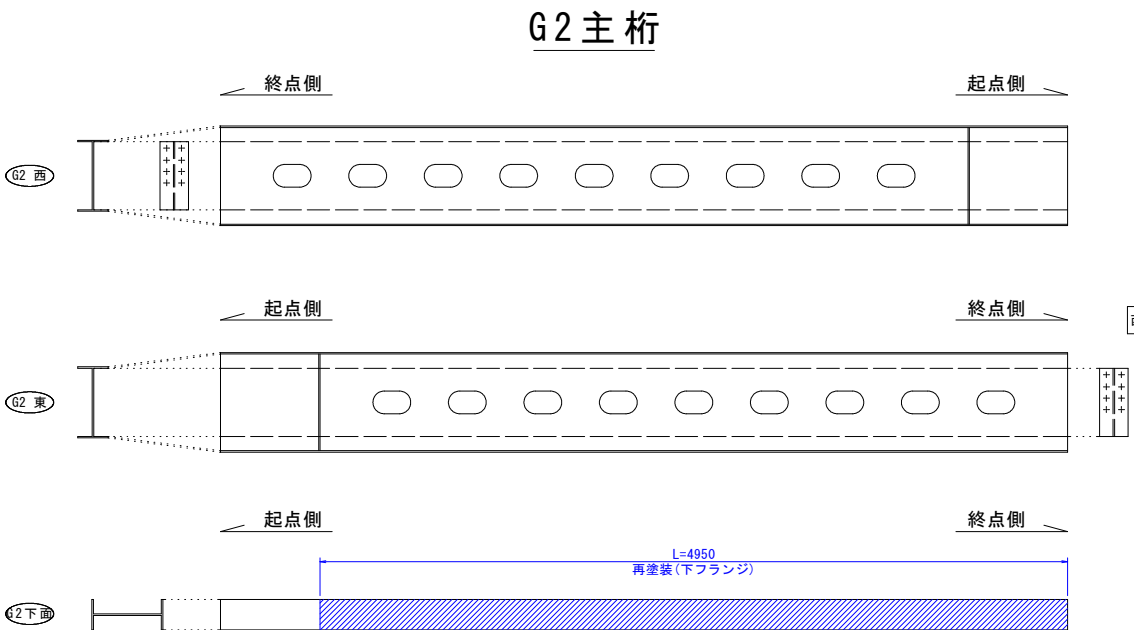 G2主桁
終点側 起点側
G2 西
起点側 終点側
G2 東
起点側 終点側
L=4950
再塗装(下フランジ)
G2下面